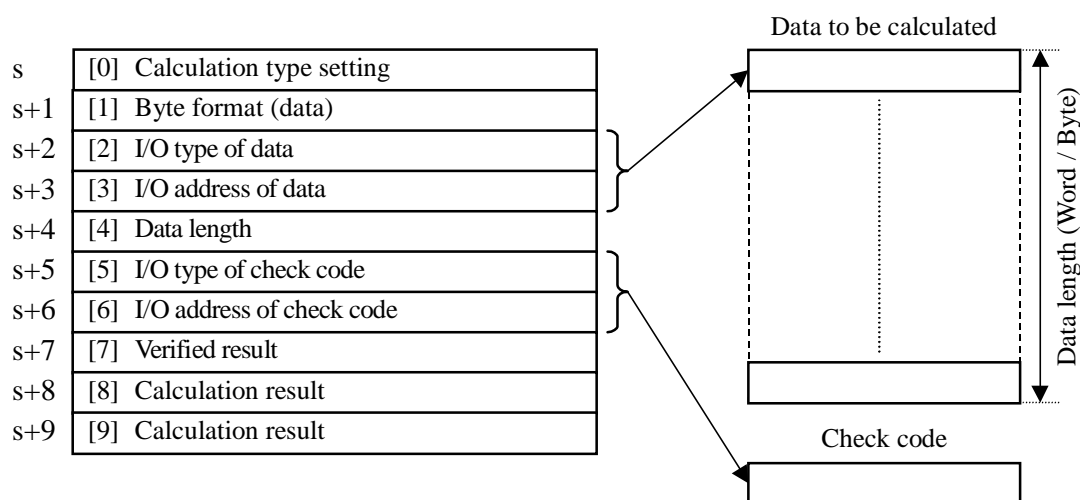 Data to be calculated
s [0] Calculation type setting
s+1 [1] Byte format (data)
s+2 [2] I/O type of data
s+3 [3] I/O address of data
s+4 [4] Data length
s+5 [5] I/O type of check code
s+6 [6] I/O address of check code
s+7 [7] Verified result
s+8 [8] Calculation result
s+9 [9] Calculation result
Data length (Word / Byte)
Check code